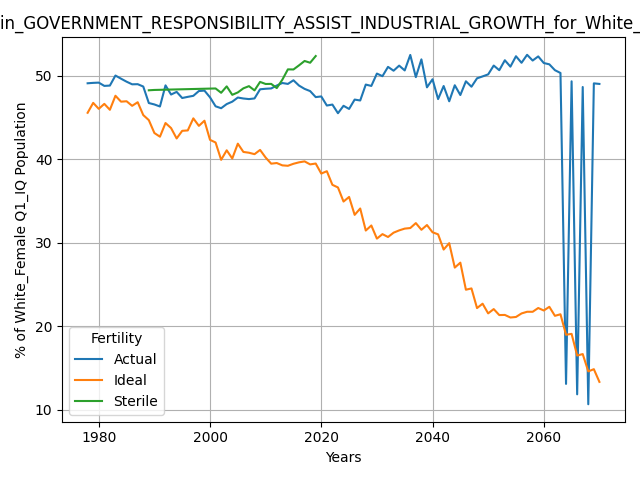 in_GOVERNMENT_RESPONSIBILITY_ASSIST_INDUSTRIAL_GROWTH_for_White_
% of White_Female Q1_IQ Population
50
40
30
20
10
Fertility
Actual
Ideal
Sterile
1980 2000 2020 2040 2060
Years